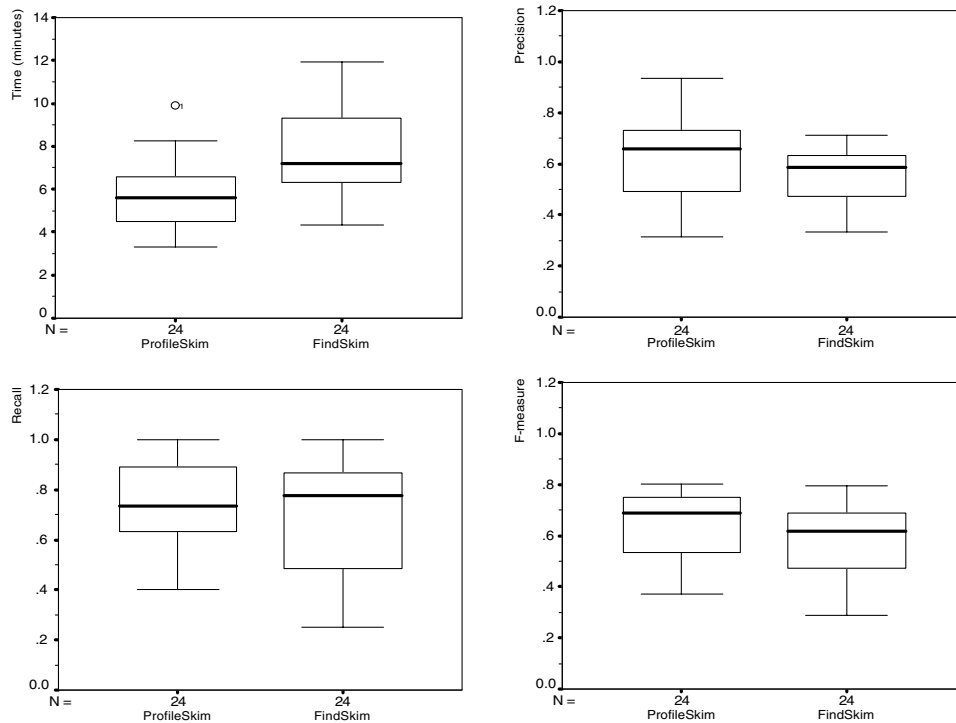 14
12
10
8
6
4
2
0
Time (minutes)
1
N =
24
24
ProfileSkim
FindSkim
1.2
1.0
.8
.6
.4
.2
0.0
Precision
N =
24
24
ProfileSkim
FindSkim
1.2
1.0
.8
.6
.4
.2
0.0
Recall
N =
24
24
ProfileSkim
FindSkim
1.2
1.0
.8
.6
.4
.2
0.0
F-measure
N =
24
24
ProfileSkim
FindSkim